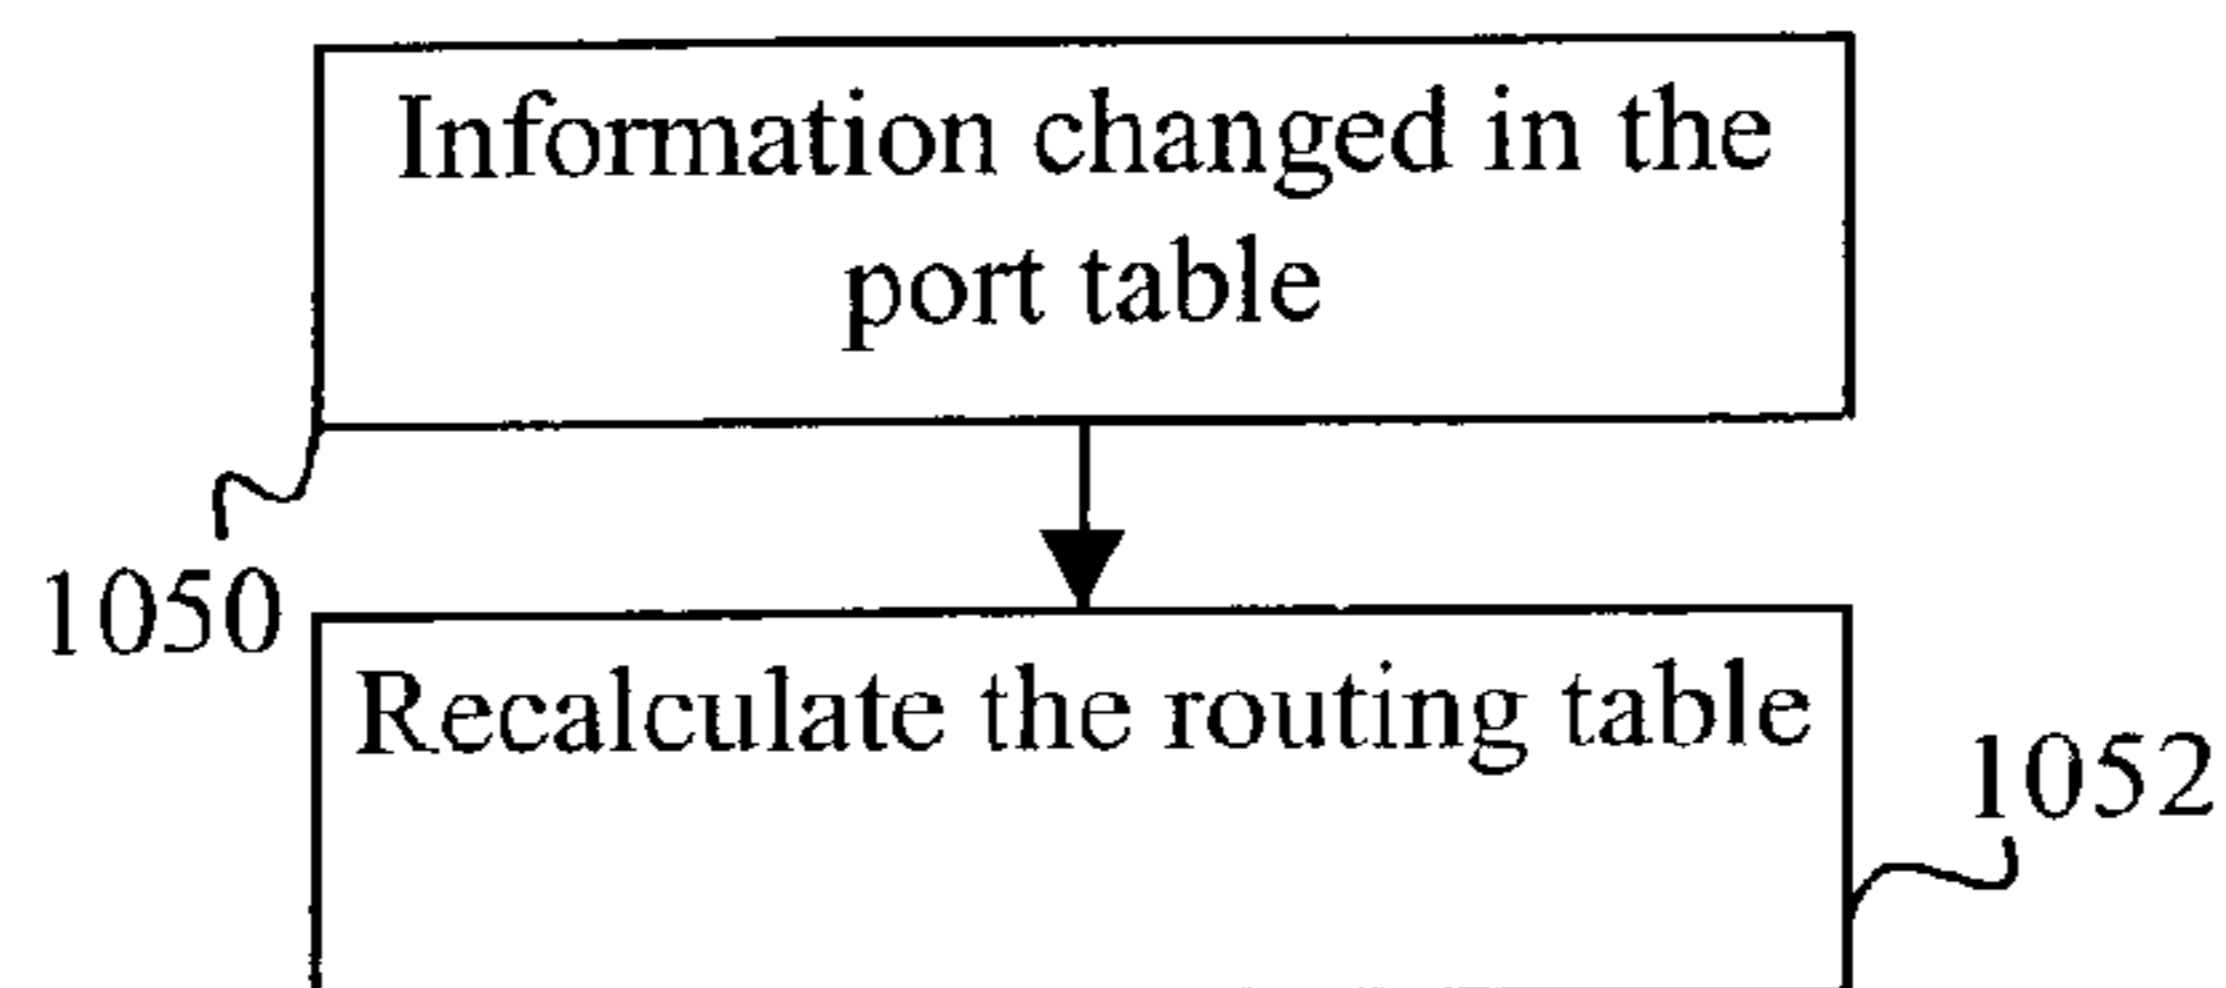 Information changed in the
port table
1050
Recalculate the routing table
1052